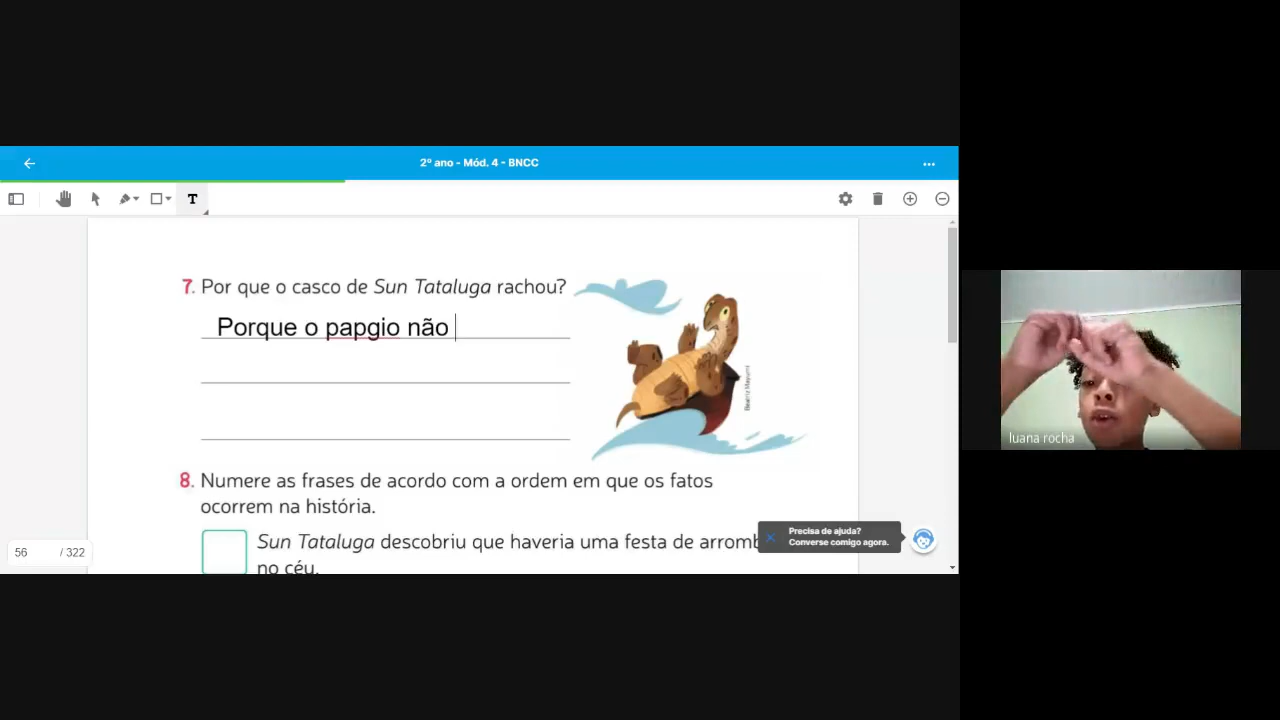 2º ano - Mód. 4 - BNCC
T
7. Por que o casco de Sun Tataluga rachou?
Porque o papgio não
Beatriz Mayumi
8. Numere as frases de acordo com a ordem em que os fatos
ocorrem na história.
Sun Tataluga descobriu que haveria uma festa de arromb
no céu.
56 / 322
Precisa de ajuda?
Converse comigo agora.
luana rocha